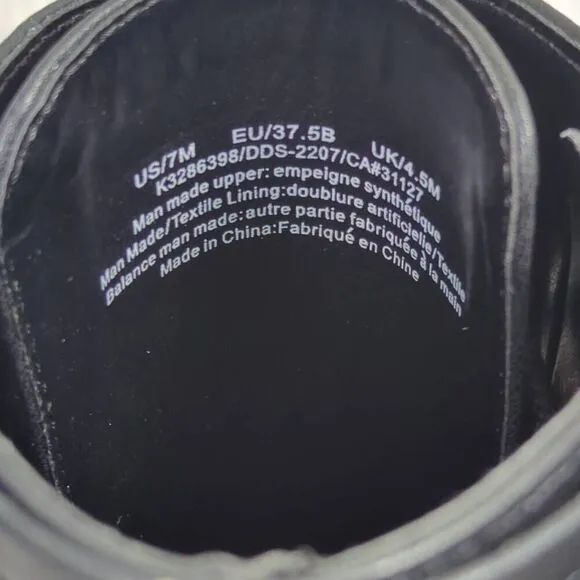 US/7M EU/37.5B UK/4.5M
K3286398/DDS-2207/CA#31127
Man made upper: empeigne synthétique
Man Made/Textile Lining:doublure artificielle/Textile
Balance man made:autre partie fabriquée à la main
Made in China:Fabriqué en Chine